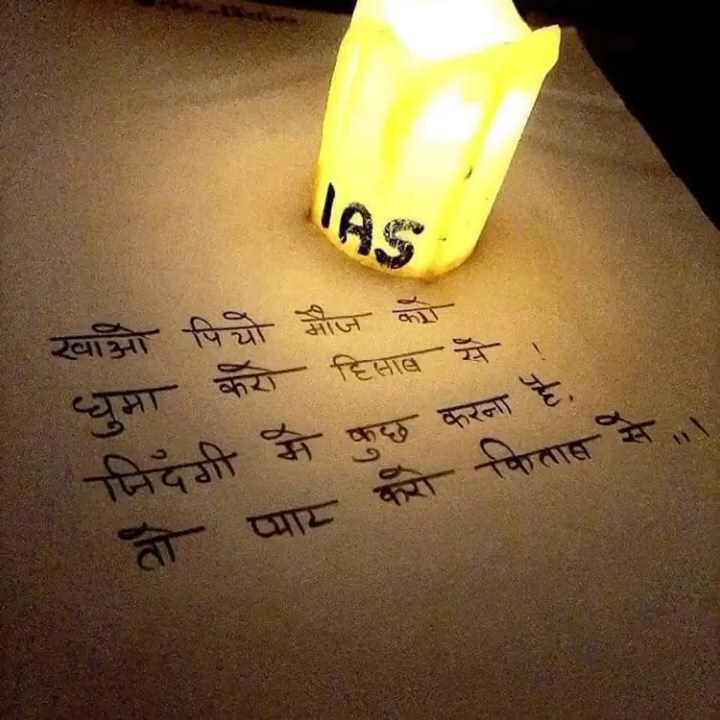 IAS
खाओ पियो मौज करो
घुमा करो हिसाब से !
जिंदगी मे कुछ करना है.
तो प्यार करो किताब से ,, !